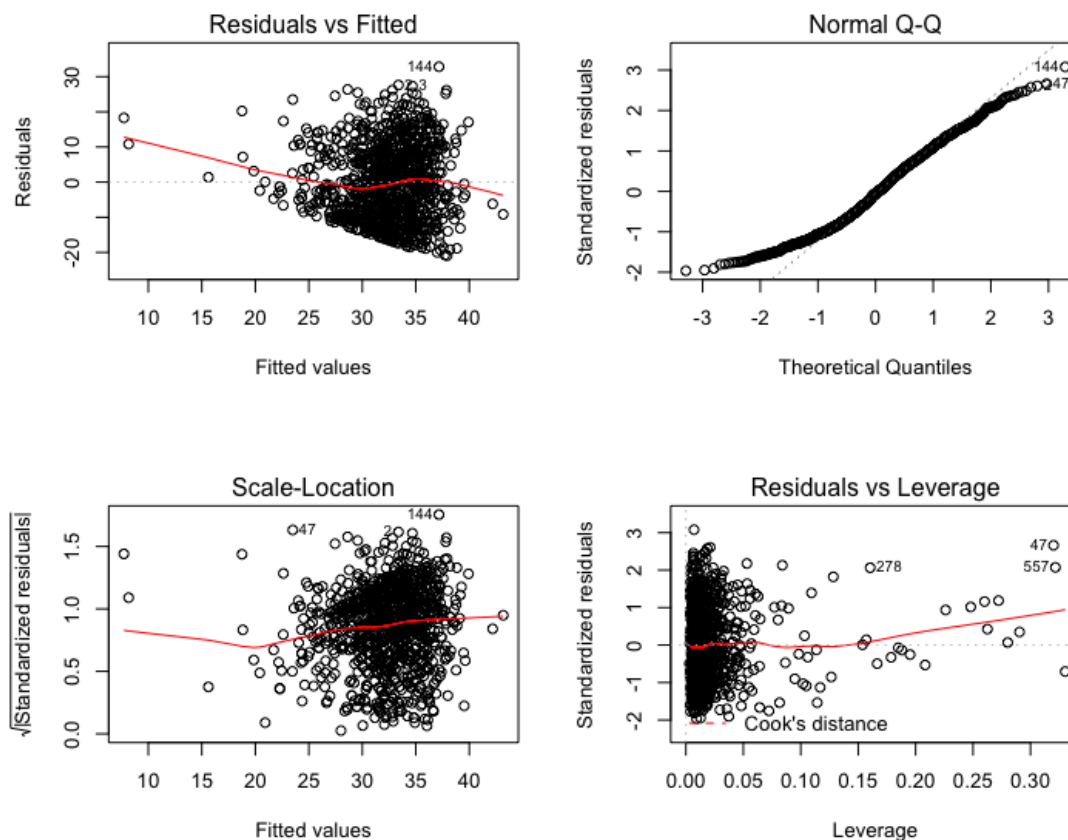 Residuals vs Fitted
Residuals
30
10
0
-20
144
10 15 20 25 30 35 40
Fitted values
Normal Q-Q
Standardized residuals
3
2
1
0
-1
-2
144
47
-3 -2 -1 0 1 2 3
Theoretical Quantiles
Scale-Location
√|Standardized residuals|
1.5
1.0
0.5
0.0
47
2
144
10 15 20 25 30 35 40
Fitted values
Residuals vs Leverage
Standardized residuals
3
2
1
0
-1
-2
47
557
278
Cook's distance
0.00 0.05 0.10 0.15 0.20 0.25 0.30
Leverage